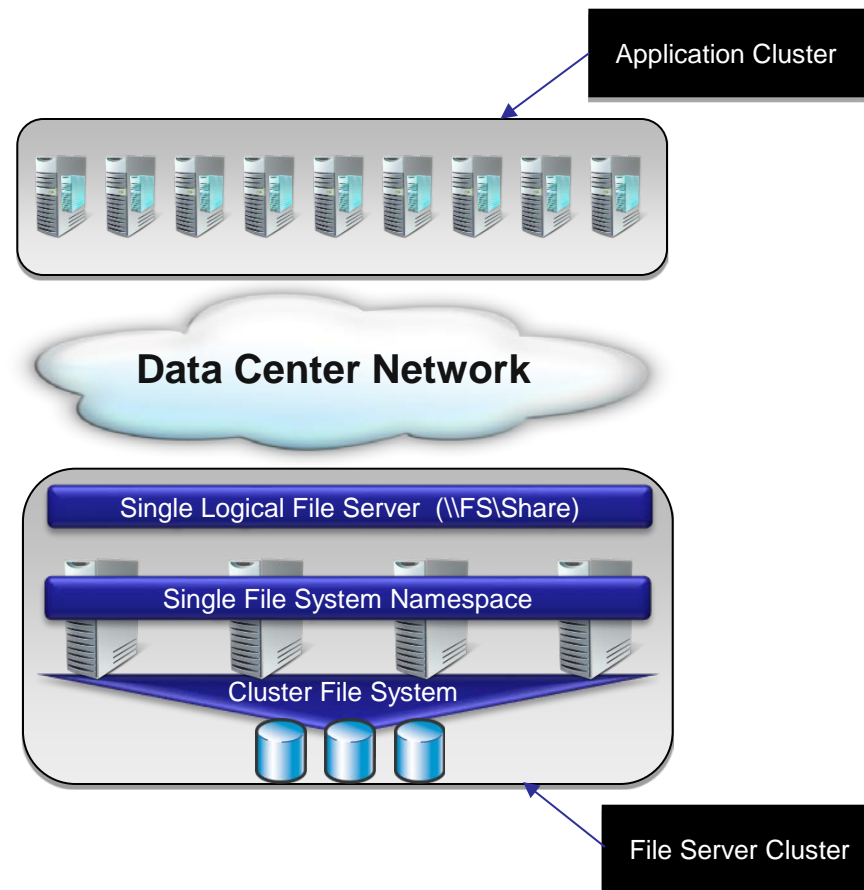 Application Cluster
Data Center Network
Single Logical File Server (\\FS\Share)
Single File System Namespace
Cluster File System
File Server Cluster